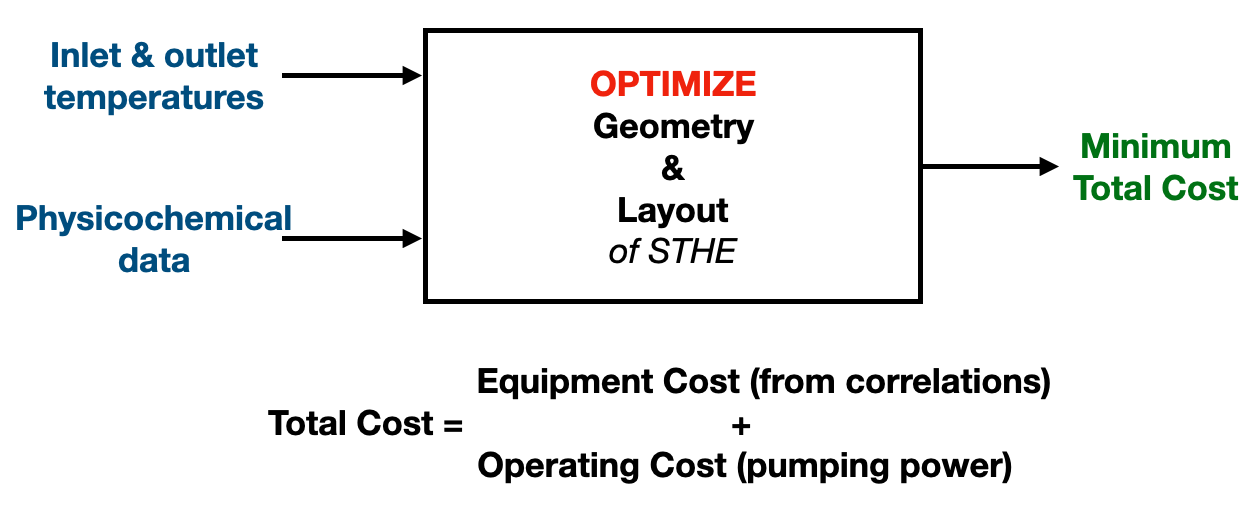 Inlet & outlet
temperatures
Physicochemical
data
OPTIMIZE
Geometry
&
Layout
of STHE
Minimum
Total Cost
Equipment Cost (from correlations)
Total Cost = +
Operating Cost (pumping power)